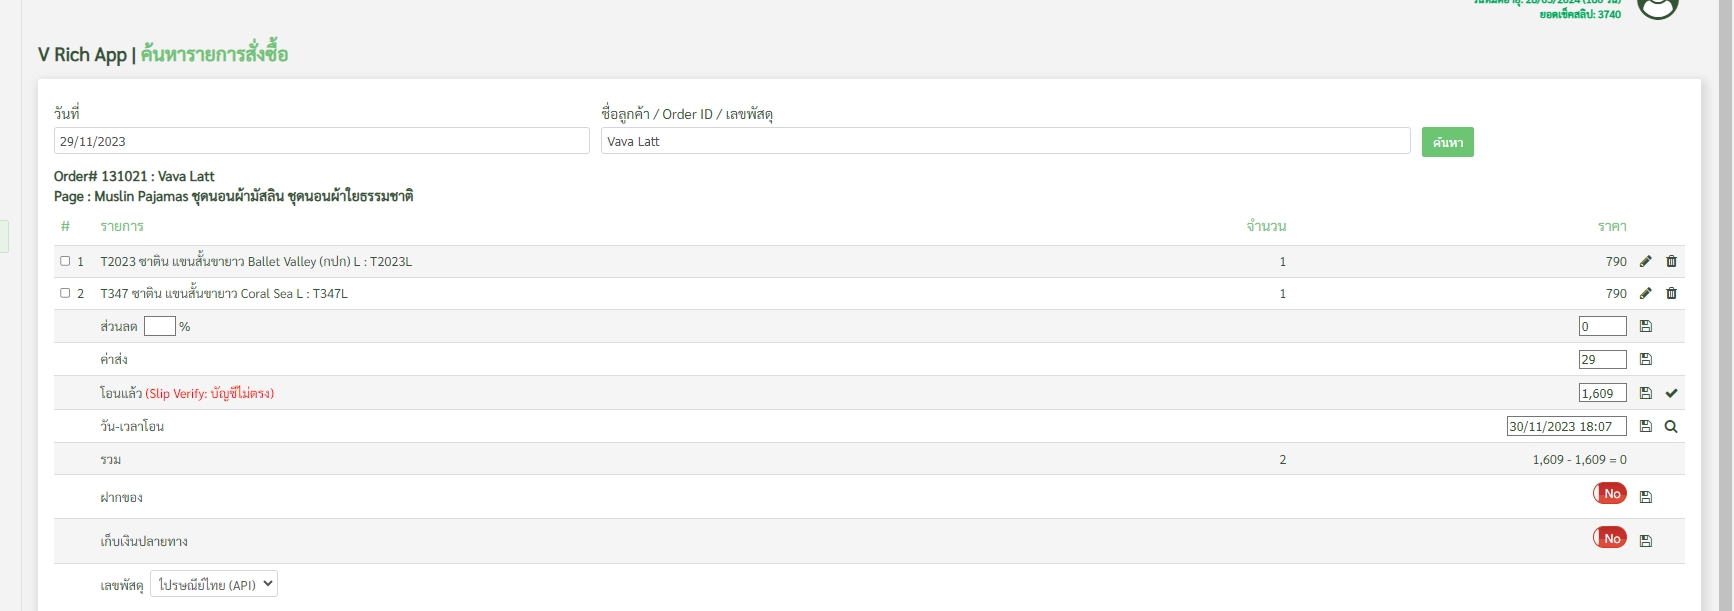 ยอดเช็คสลิป: 3740
V Rich App | ค้นหารายการสั่งซื้อ
วันที่ ชื่อลูกค้า / Order ID / เลขพัสดุ
29/11/2023 Vava Latt ค้นหา
Order# 131021 : Vava Latt
Page : Muslin Pajamas ชุดนอนผ้ามัสลิน ชุดนอนผ้าใยธรรมชาติ
# รายการ จำนวน ราคา
1 T2023 ซาติน แขนสั้นขายาว Ballet Valley (กปก) L : T2023L 1 790
2 T347 ซาติน แขนสั้นขายาว Coral Sea L : T347L 1 790
ส่วนลด % 0
ค่าส่ง 29
โอนแล้ว (Slip Verify: บัญชีไม่ตรง) 1,609
วัน-เวลาโอน 30/11/2023 18:07
รวม 2 1,609 - 1,609 = 0
ฝากของ No
เก็บเงินปลายทาง No
เลขพัสดุ ไปรษณีย์ไทย (API)